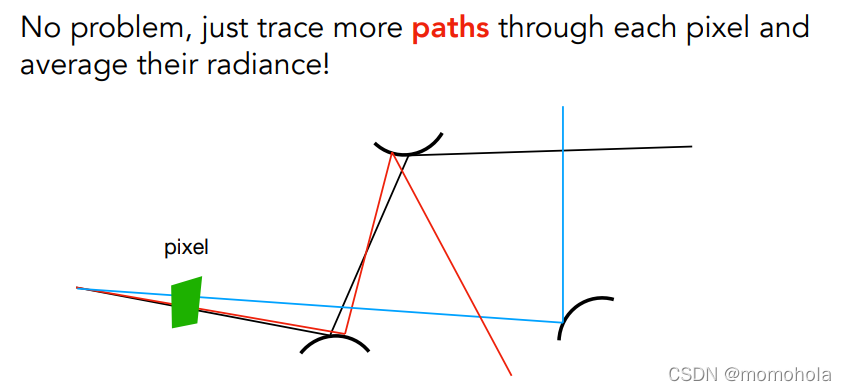 No problem, just trace more paths through each pixel and
average their radiance!
pixel
CSDN @momohola